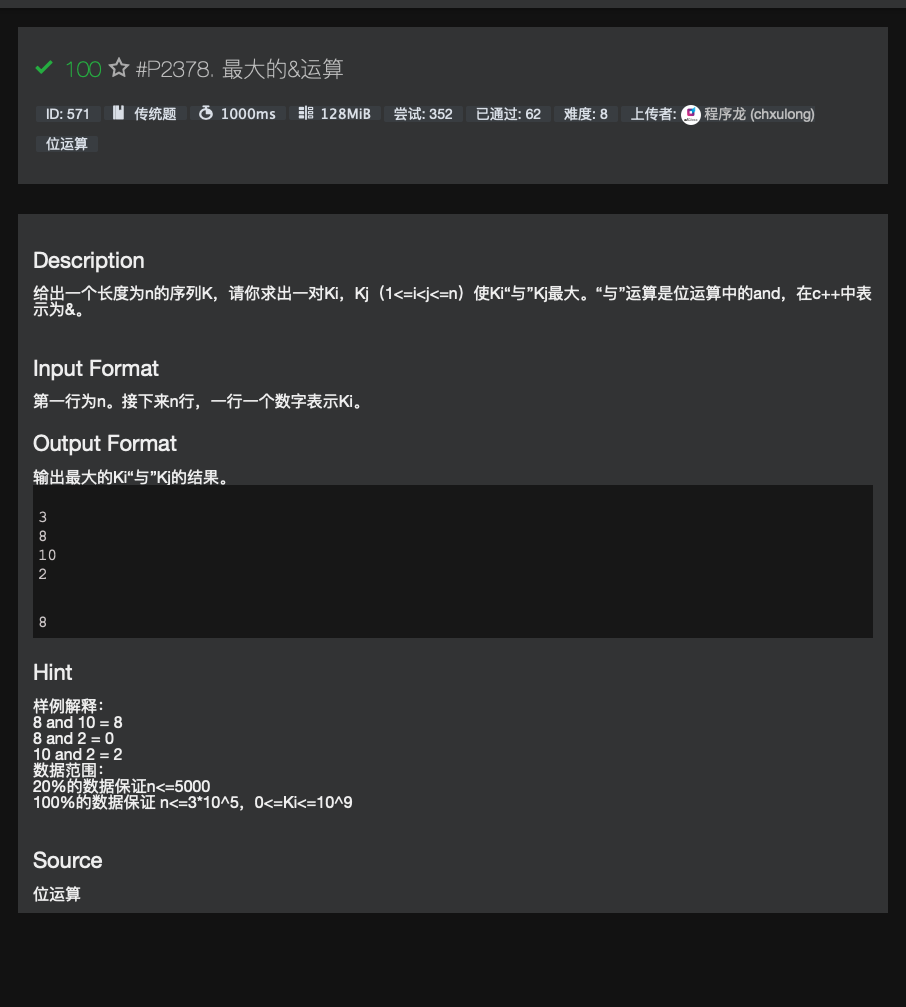 100 #P2378. 最大的&运算
ID: 571 传统题 1000ms 128MiB 尝试: 352 已通过: 62 难度: 8 上传者: 程序龙 (chxulong)
位运算
Description
给出一个长度为n的序列K，请你求出一对Ki，Kj（1<=i<j<=n）使Ki“与”Kj最大。“与”运算是位运算中的and，在c++中表
示为&。
Input Format
第一行为n。接下来n行，一行一个数字表示Ki。
Output Format
输出最大的Ki“与”Kj的结果。
3
8
10
2
8
Hint
样例解释：
8 and 10 = 8
8 and 2 = 0
10 and 2 = 2
数据范围：
20%的数据保证n<=5000
100%的数据保证 n<=3*10^5，0<=Ki<=10^9
Source
位运算